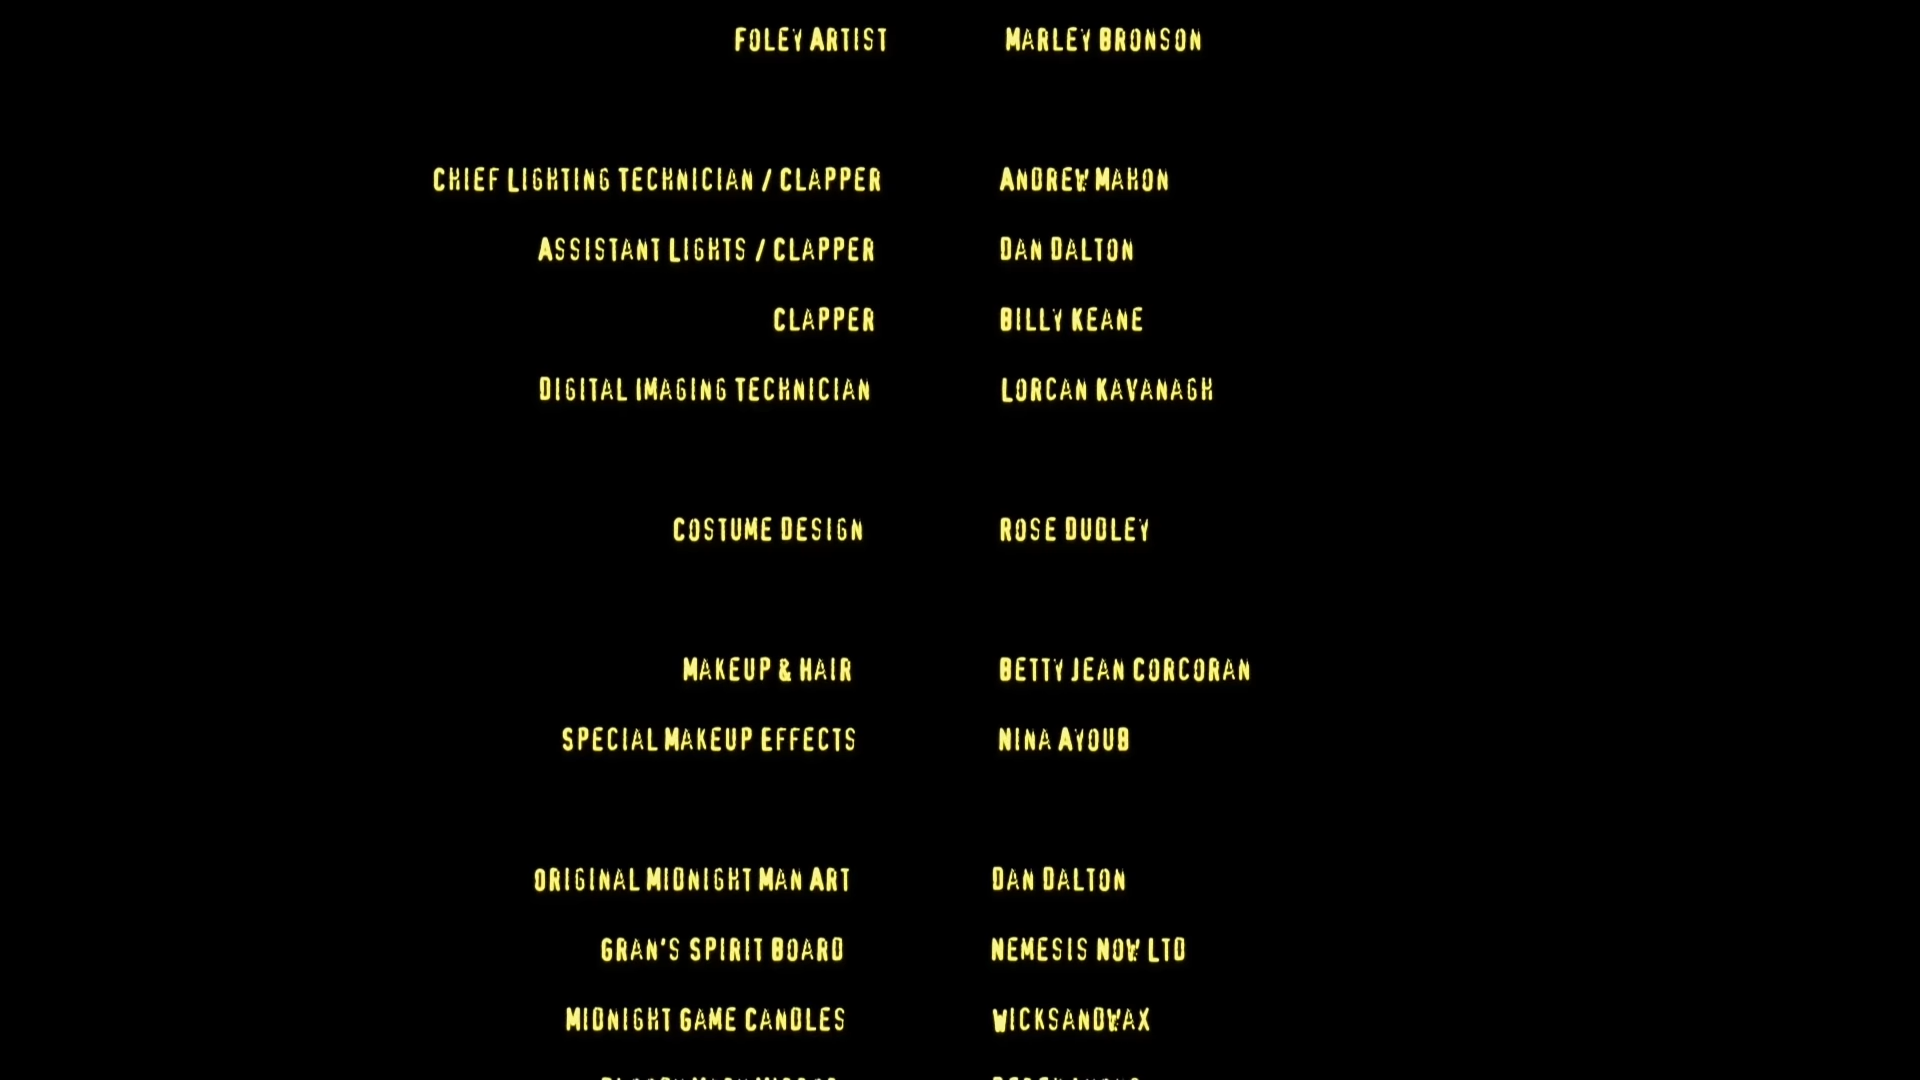 Foley Artist Marley Bronson
Chief Lighting Technician / Clapper Andrew Mahon
Assistant Lights / Clapper Dan Dalton
Clapper Billy Keane
Digital Imaging Technician Lorcan Kavanagh
Costume Design Rose Dudley
Makeup & Hair Betty Jean Corcoran
Special Makeup Effects Nina Ayoub
Original Midnight Man Art Dan Dalton
Gran's Spirit Board Nemesis Now Ltd
Midnight Game Candles Wicksandwax